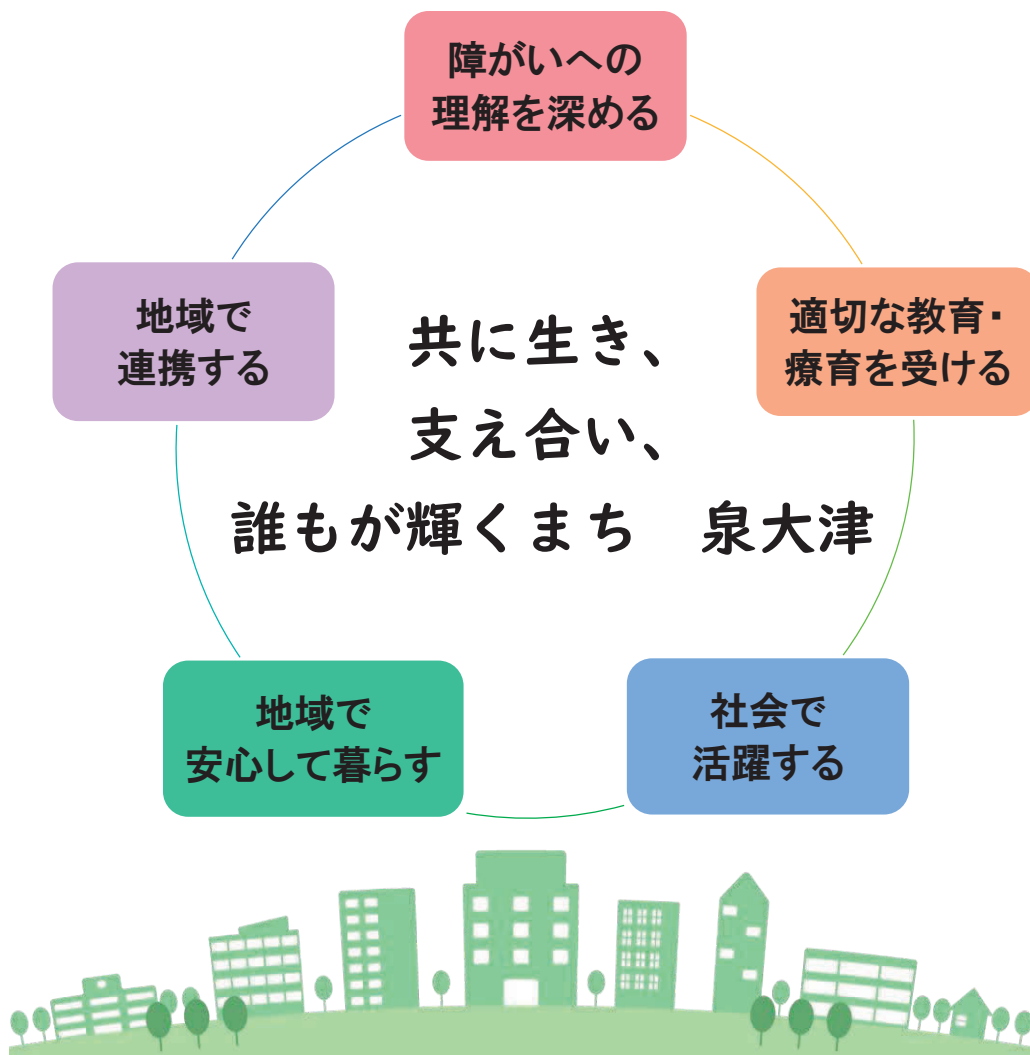 障がいへの
理解を深める
地域で
連携する
適切な教育・
療育を受ける
共に生き、
支え合い、
誰もが輝くまち　泉大津
地域で
安心して暮らす
社会で
活躍する